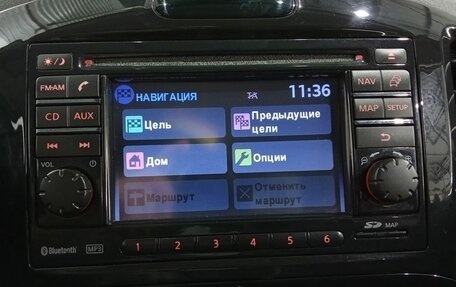 FM·AM
CD AUX
VOL
Bluetooth MP3
НАВИГАЦИЯ 11:36
Цель
Предыдущие
цели
Дом
Опции
Маршрут
Отменить
маршрут
1 2 3 4 5 6
NAV
MAP SETUP
SD MAP